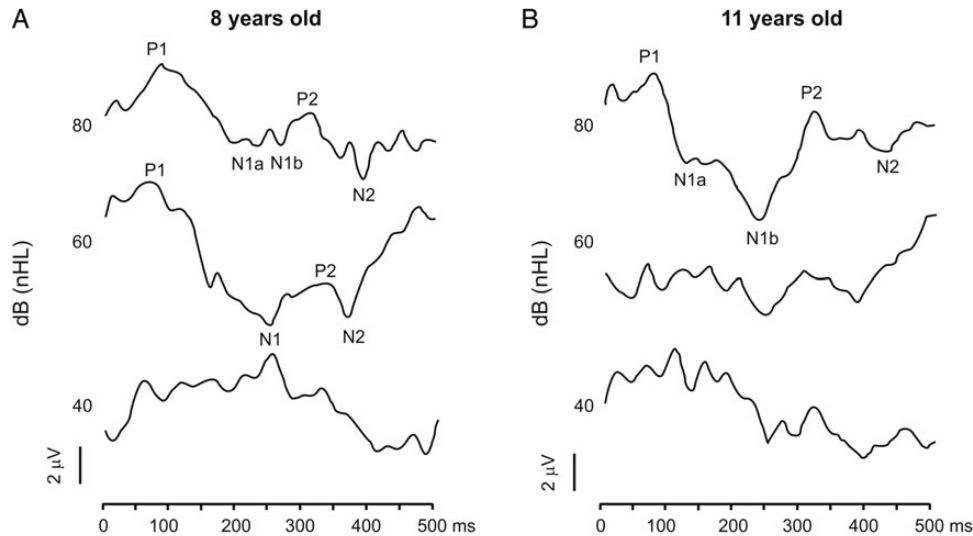 A
8 years old
P1
P2
80
N1a
N1b
N2
P1
60
P2
N1
N2
dB (nHL)
40
2 μV
0 100 200 300 400 500 ms
B
11 years old
P1
P2
80
N1a
N2
N1b
60
dB (nHL)
40
2 μV
0 100 200 300 400 500 ms